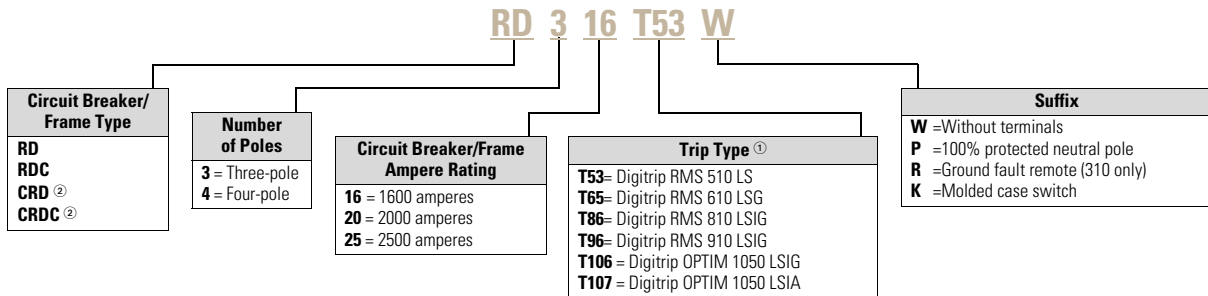 RD 3 16 T53 W
Circuit Breaker/
Frame Type
RD
RDC
CRD ②
CRDC ②
Number
of Poles
3 = Three-pole
4 = Four-pole
Circuit Breaker/Frame
Ampere Rating
16 = 1600 amperes
20 = 2000 amperes
25 = 2500 amperes
Trip Type ①
T53= Digitrip RMS 510 LS
T65= Digitrip RMS 610 LSG
T86= Digitrip RMS 810 LSIG
T96= Digitrip RMS 910 LSIG
T106 = Digitrip OPTIM 1050 LSIG
T107 = Digitrip OPTIM 1050 LSIA
Suffix
W =Without terminals
P =100% protected neutral pole
R =Ground fault remote (310 only)
K =Molded case switch